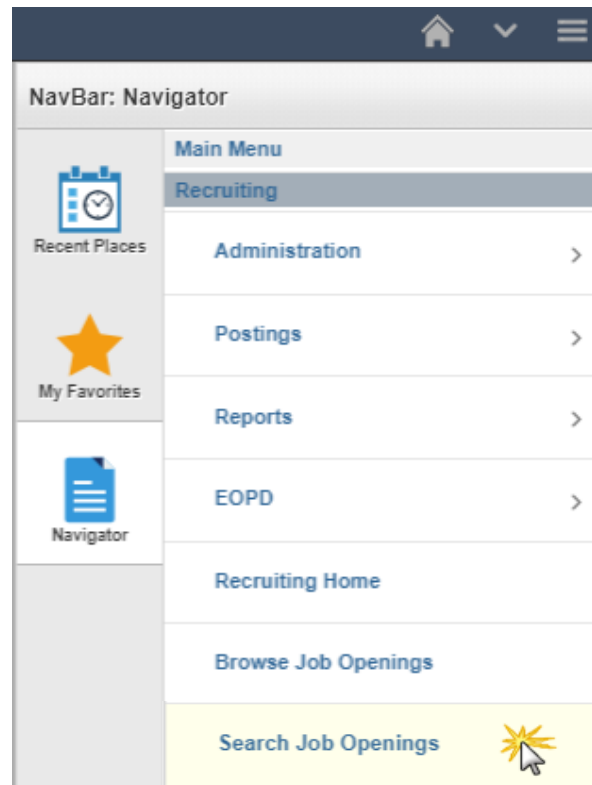 NavBar: Navigator
Main Menu
Recruiting
Recent Places
Administration
Postings
My Favorites
Reports
EOPD
Navigator
Recruiting Home
Browse Job Openings
Search Job Openings